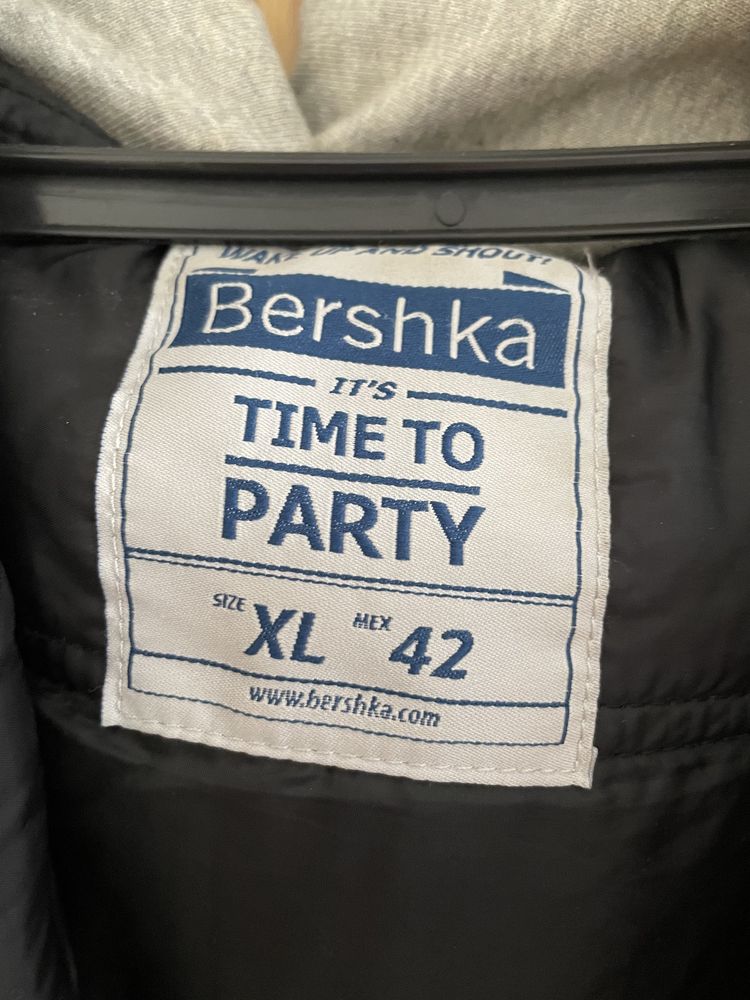 WAKE UP AND SHOUT!
Bershka
IT'S
TIME TO
PARTY
SIZE XL MEX 42
www.bershka.com